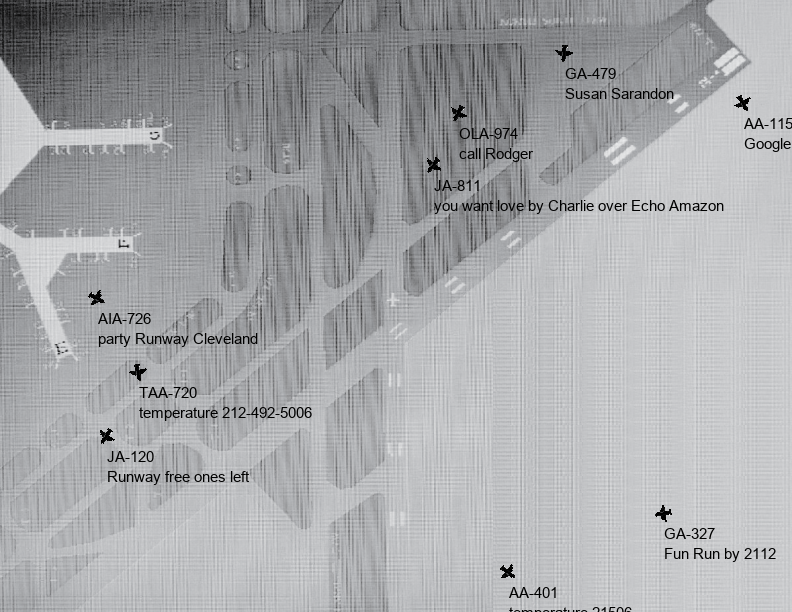 GA-479
Susan Sarandon
AA-115
Google
OLA-974
call Rodger
JA-811
you want love by Charlie over Echo Amazon
AIA-726
party Runway Cleveland
TAA-720
temperature 212-492-5006
JA-120
Runway free ones left
GA-327
Fun Run by 2112
AA-401
temperature 21506